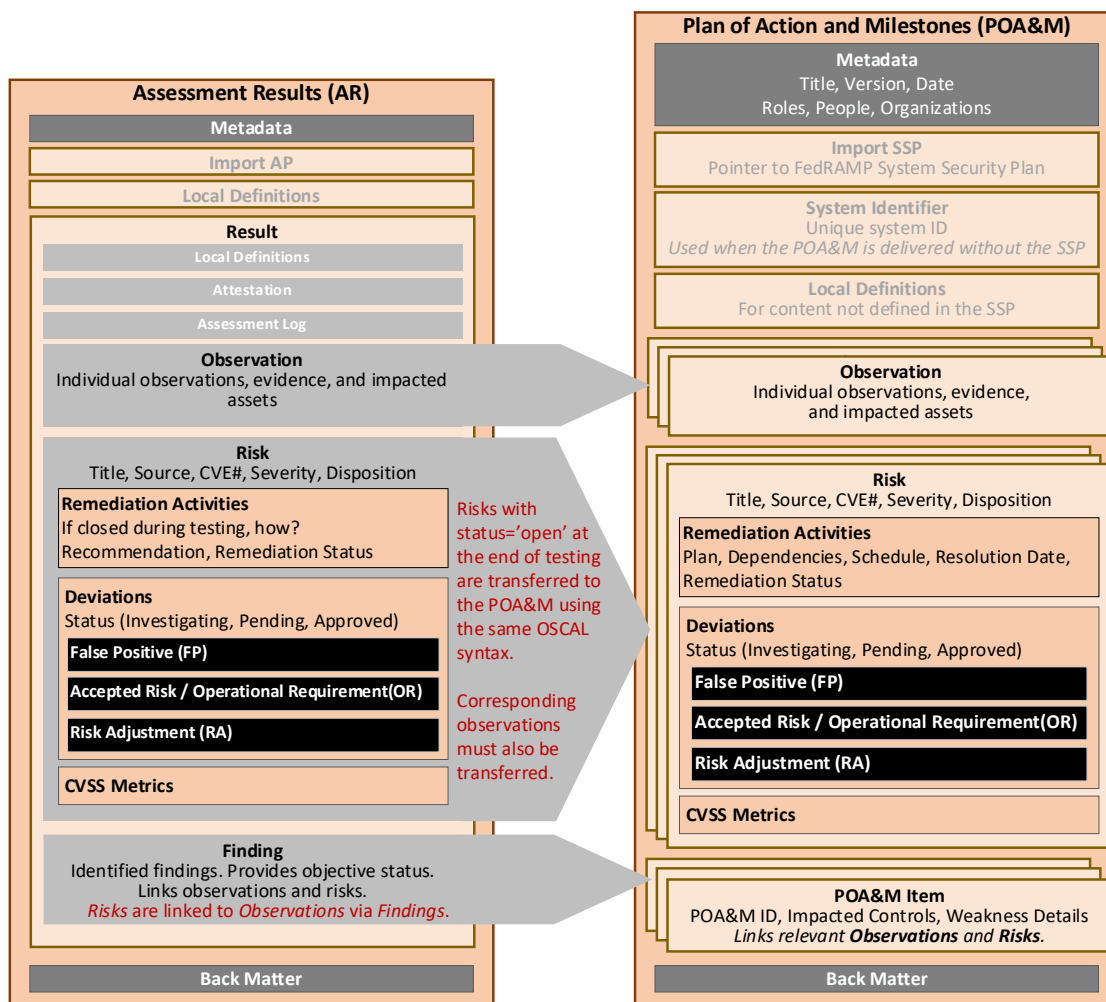 Assessment Results (AR)
Metadata
Import AP
Local Definitions
Result
Local Definitions
Attestation
Assessment Log
Observation
Individual observations, evidence, and impacted
assets
Risk
Title, Source, CVE#, Severity, Disposition
Remediation Activities
If closed during testing, how?
Recommendation, Remediation Status
Deviations
Status (Investigating, Pending, Approved)
False Positive (FP)
Accepted Risk / Operational Requirement(OR)
Risk Adjustment (RA)
CVSS Metrics
Risks with
status='open' at
the end of testing
are transferred to
the POA&M using
the same OSCAL
syntax.
Corresponding
observations
must also be
transferred.
Finding
Identified findings. Provides objective status.
Links observations and risks.
Risks are linked to Observations via Findings.
Back Matter
Plan of Action and Milestones (POA&M)
Metadata
Title, Version, Date
Roles, People, Organizations
Import SSP
Pointer to FedRAMP System Security Plan
System Identifier
Unique system ID
Used when the POA&M is delivered without the SSP
Local Definitions
For content not defined in the SSP
Observation
Individual observations, evidence,
and impacted assets
Risk
Title, Source, CVE#, Severity, Disposition
Remediation Activities
Plan, Dependencies, Schedule, Resolution Date,
Remediation Status
Deviations
Status (Investigating, Pending, Approved)
False Positive (FP)
Accepted Risk / Operational Requirement(OR)
Risk Adjustment (RA)
CVSS Metrics
POA&M Item
POA&M ID, Impacted Controls, Weakness Details
Links relevant Observations and Risks.
Back Matter